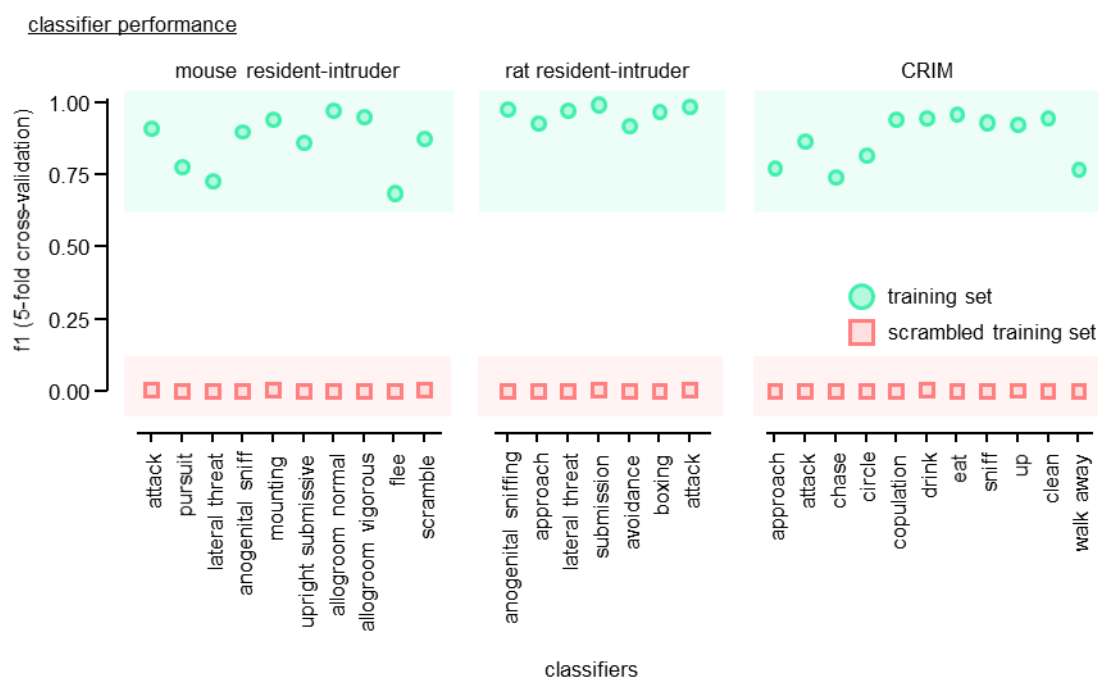 classifier performance
mouse resident-intruder
rat resident-intruder
CRIM
f1 (5-fold cross-validation)
1.00
0.75
0.50
0.25
0.00
training set
scrambled training set
attack
pursuit
lateral threat
anogenital sniff
mounting
upright submissive
allogroom normal
allogroom vigorous
flee
scramble
anogenital sniffing
approach
lateral threat
submission
avoidance
boxing
attack
approach
attack
chase
circle
copulation
drink
eat
sniff
up
clean
walk away
classifiers